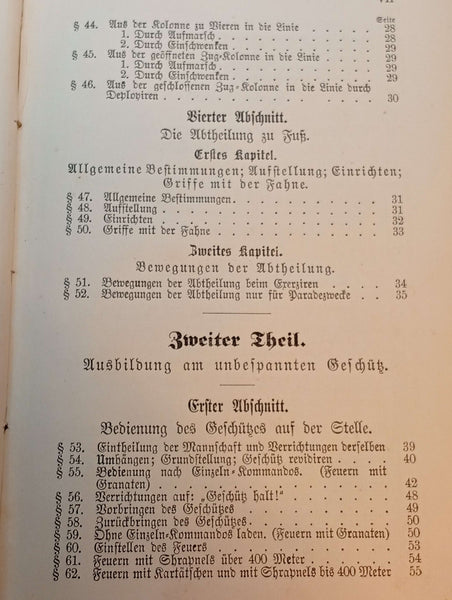 VII
Seite
§ 44. Aus der Kolonne zu Vieren in die Linie . . . . . . 28
1. Durch Aufmarsch . . . . . . . . . . 28
2. Durch Einschwenken . . . . . . . . . . 29
§ 45. Aus der geöffneten Zug-Kolonne in die Linie . . . . 29
1. Durch Aufmarsch . . . . . . . . . . 29
2. Durch Einschwenken . . . . . . . . . . 29
§ 46. Aus der geschlossenen Zug-Kolonne in die Linie durch
Deployiren . . . . . . . . . . . . . 30
Vierter Abschnitt.
Die Abtheilung zu Fuß.
Erstes Kapitel.
Allgemeine Bestimmungen; Aufstellung; Einrichten;
Griffe mit der Fahne.
§ 47. Allgemeine Bestimmungen. . . . . . . . . . 31
§ 48. Aufstellung . . . . . . . . . . . . . 31
§ 49. Einrichten . . . . . . . . . . . . . 32
§ 50. Griffe mit der Fahne . . . . . . . . . . 33
Zweites Kapitel.
Bewegungen der Abtheilung.
§ 51. Bewegungen der Abtheilung beim Exerziren . . . . 34
§ 52. Bewegungen der Abtheilung nur für Paradezwecke . . 35
Zweiter Theil.
Ausbildung am unbespannten Geschütz.
Erster Abschnitt.
Bedienung des Geschützes auf der Stelle.
§ 53. Eintheilung der Mannschaft und Verrichtungen derselben 39
§ 54. Umhängen; Grundstellung; Geschütz revidiren . . . 40
§ 55. Bedienung nach Einzeln-Kommandos. (Feuern mit
Granaten) . . . . . . . . . . . . . 42
§ 56. Verrichtungen auf: „Geschütz halt!“ . . . . . . 48
§ 57. Vorbringen des Geschützes . . . . . . . . . 49
§ 58. Zurückbringen des Geschützes. . . . . . . . . 50
§ 59. Ohne Einzeln-Kommandos laden. (Feuern mit Granaten) 50
§ 60. Einstellen des Feuers . . . . . . . . . . 53
§ 61. Feuern mit Shrapnels über 400 Meter . . . . . 54
§ 62. Feuern mit Kartätschen und mit Shrapnels bis 400 Meter 55